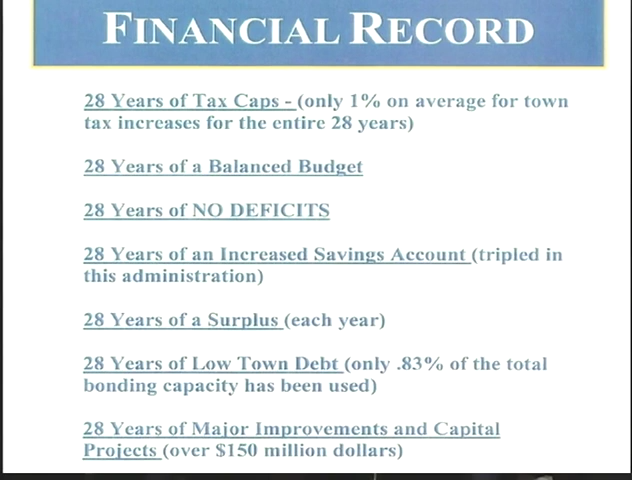 FINANCIAL RECORD
28 Years of Tax Caps - (only 1% on average for town
tax increases for the entire 28 years)
28 Years of a Balanced Budget
28 Years of NO DEFICITS
28 Years of an Increased Savings Account (tripled in
this administration)
28 Years of a Surplus (each year)
28 Years of Low Town Debt (only .83% of the total
bonding capacity has been used)
28 Years of Major Improvements and Capital
Projects (over $150 million dollars)